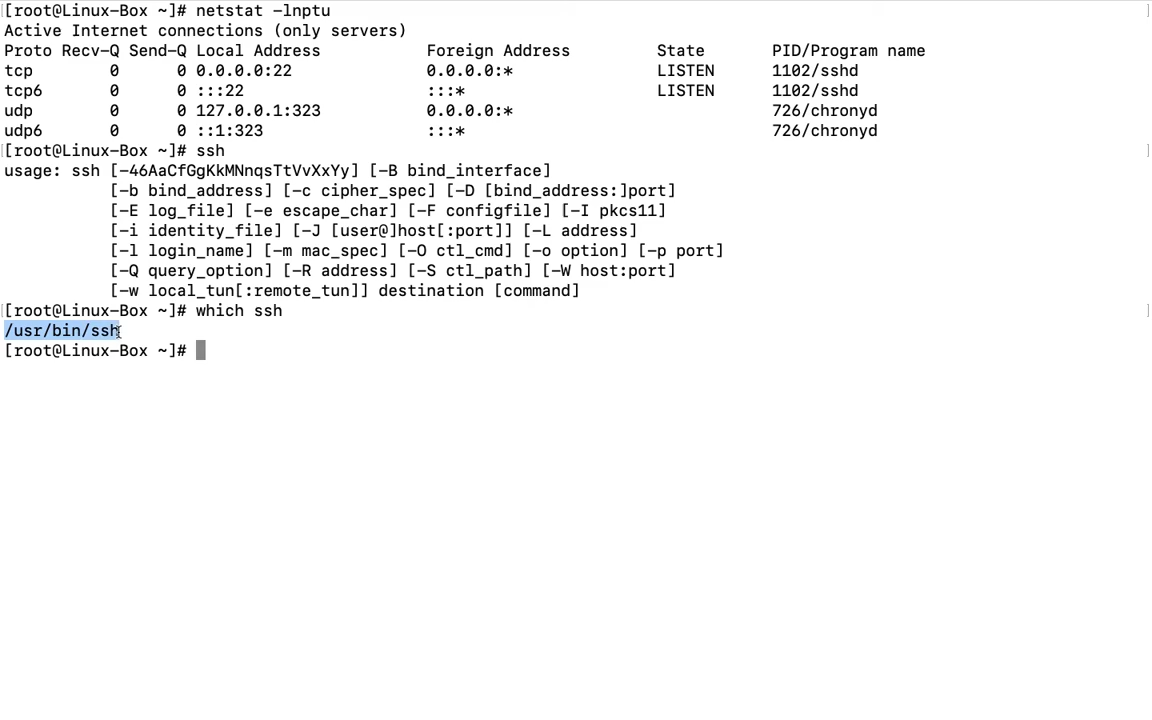 [root@Linux-Box ~]# netstat -lnptu
Active Internet connections (only servers)
Proto Recv-Q Send-Q Local Address           Foreign Address         State       PID/Program name
tcp        0      0 0.0.0.0:22              0.0.0.0:*               LISTEN      1102/sshd
tcp6       0      0 :::22                   :::*                    LISTEN      1102/sshd
udp        0      0 127.0.0.1:323           0.0.0.0:*                           726/chronyd
udp6       0      0 ::1:323                 :::*                                726/chronyd
[root@Linux-Box ~]# ssh
usage: ssh [-46AaCfGgKkMNnqsTtVvXxYy] [-B bind_interface]
           [-b bind_address] [-c cipher_spec] [-D [bind_address:]port]
           [-E log_file] [-e escape_char] [-F configfile] [-I pkcs11]
           [-i identity_file] [-J [user@]host[:port]] [-L address]
           [-l login_name] [-m mac_spec] [-O ctl_cmd] [-o option] [-p port]
           [-Q query_option] [-R address] [-S ctl_path] [-W host:port]
           [-w local_tun[:remote_tun]] destination [command]
[root@Linux-Box ~]# which ssh
/usr/bin/ssh
[root@Linux-Box ~]#